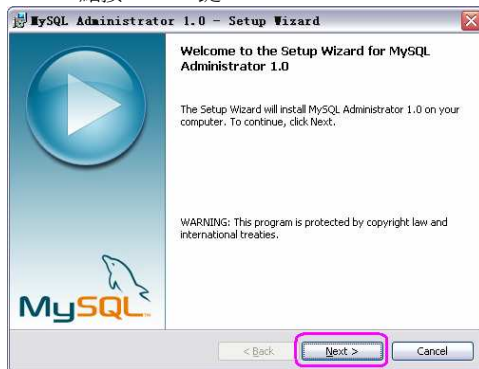 MySQL Administrator 1.0 - Setup Wizard
Welcome to the Setup Wizard for MySQL
Administrator 1.0
The Setup Wizard will install MySQL Administrator 1.0 on your
computer. To continue, click Next.
WARNING: This program is protected by copyright law and
international treaties.
MySQL
< Back
Next >
Cancel